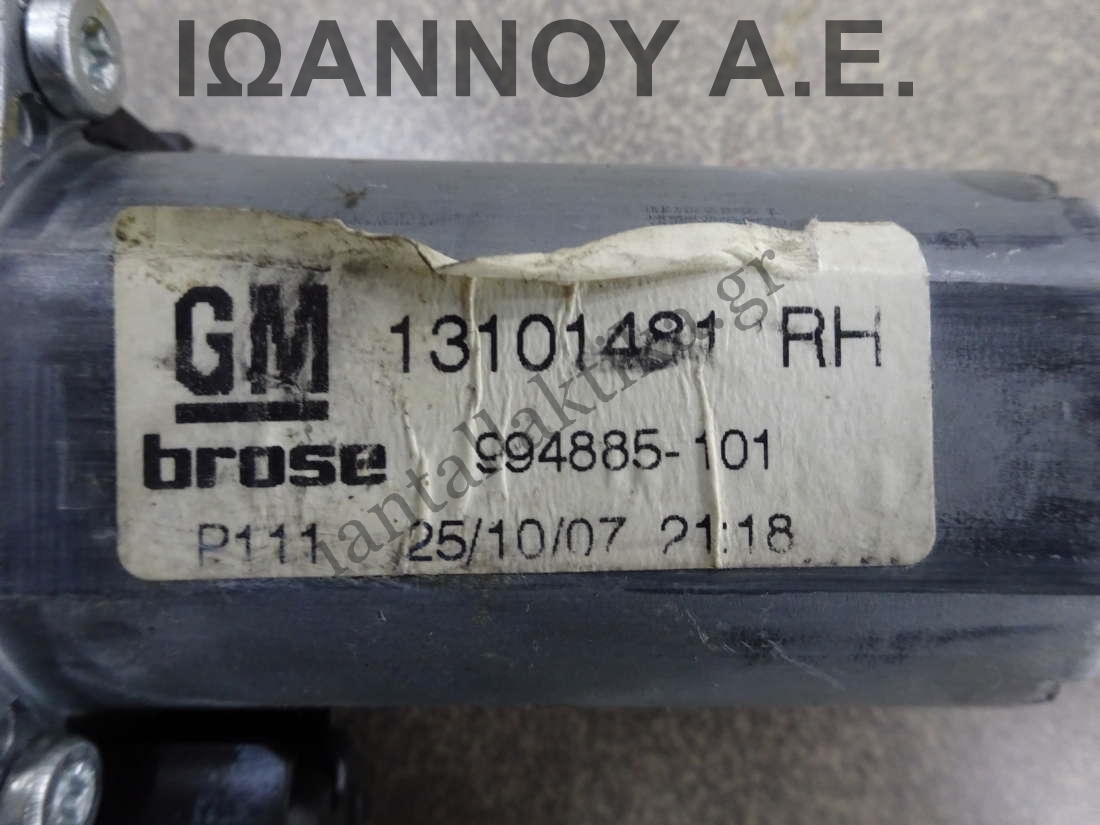 ΙΩΑΝΝΟΥ Α.Ε.
GM 13101481 RH
brose 994885-101
P111 25/10/07 21:18
iantallaktika.gr